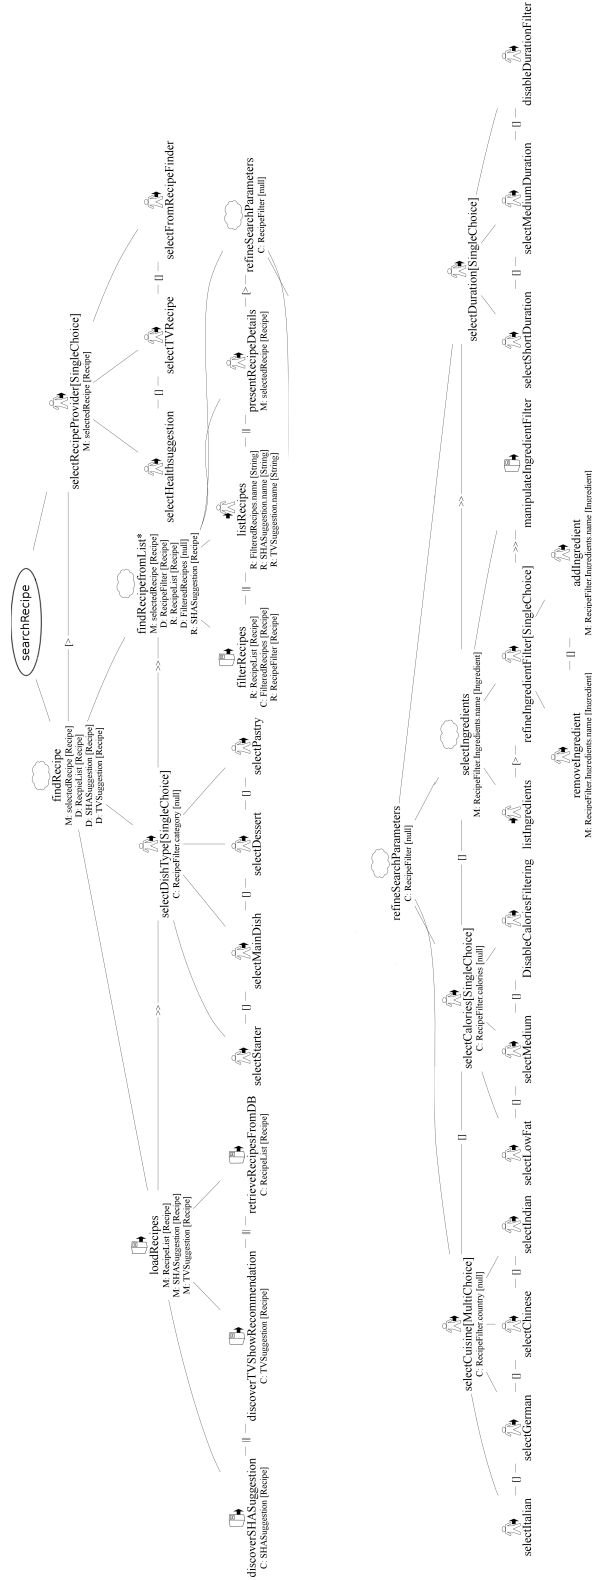 searchRecipe
findRecipe
M: selectedRecipe [Recipe]
D: RecpieList [Recipe]
D: SHASuggestion [Recipe]
D: TVSuggestion [Recipe]
[>
selectRecipeProvider[SingleChoice]
M: selectedRecipe [Recipe]
loadRecipes
M: RecipeList [Recipe]
M: SHASuggestion [Recipe]
M: TVSuggestion [Recipe]
>>
selectDishType[SingleChoice]
C: RecipeFilter.category [null]
>>
findRecipefromList*
M: selectedRecipe [Recipe]
D: RecipeFilter [Recipe]
R: RecipeList [Recipe]
D: FilteredRecipes [null]
R: SHASuggestion [Recipe]
selectHealthsuggestion
[]
selectTVRecipe
[]
selectFromRecipeFinder
discoverSHASuggestion
C: SHASuggestion [Recipe]
|||
discoverTVShowRecommendation
C: TVSuggestion [Recipe]
|||
retrieveRecipesFromDB
C: RecipeList [Recipe]
selectStarter
[]
selectMainDish
[]
selectDessert
[]
selectPastry
filterRecipes
R: RecipeList [Recipe]
C: FilteredRecipes [Recipe]
R: RecipeFilter [Recipe]
|||
listRecipes
R: FilteredRecipes.name [String]
R: SHASuggestion.name [String]
R: TVSuggestion.name [String]
|||
presentRecipeDetails
M: selectedRecipe [Recipe]
[>
refineSearchParameters
C: RecipeFilter [null]
refineSearchParameters
C: RecipeFilter [null]
selectCuisine[MultiChoice]
C: RecipeFilter.country [null]
[]
selectCalories[SingleChoice]
C: RecipeFilter.calories [null]
[]
selectIngredients
M: RecipeFilter.Ingredients.name [Ingredient]
>>
selectDuration[SingleChoice]
selectItalian
[]
selectGerman
[]
selectChinese
[]
selectIndian
selectLowFat
[]
selectMedium
[]
DisableCaloriesFiltering
listIngredients
[>
refineIngredientFilter[SingleChoice]
>>
manipulateIngredientFilter
selectShortDuration
[]
selectMediumDuration
[]
disableDurationFilter
removeIngredient
M: RecipeFilter.Ingredients.name [Ingredient]
[]
addIngredient
M: RecipeFilter.Ingredients.name [Ingredient]